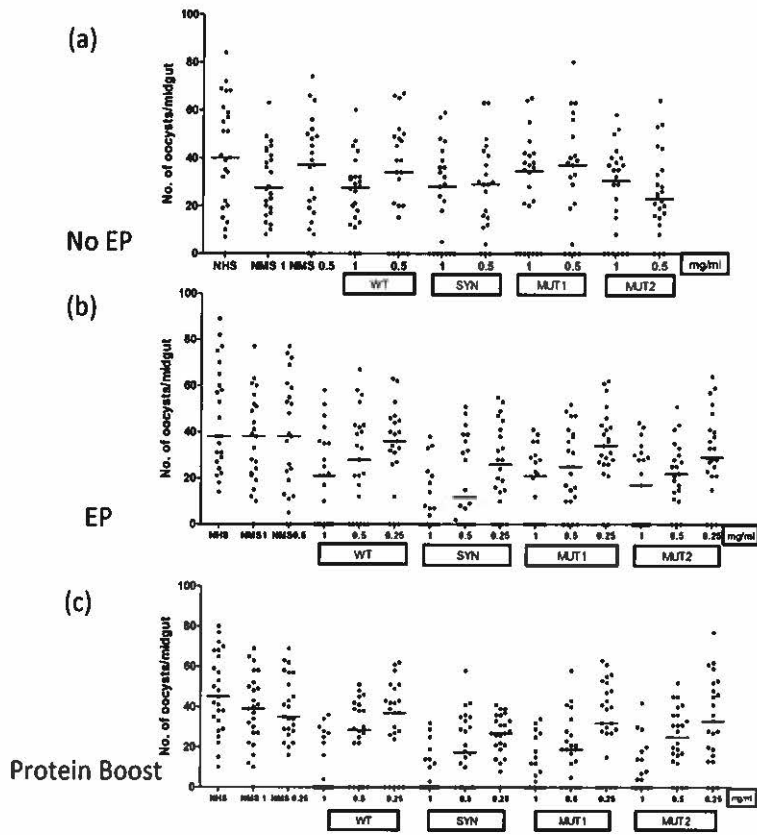 (a)
No. of oocysts/midgut
100
80
60
40
20
0
No EP
NHS NMS 1 NMS 0.5 1 0.5 1 0.5 1 0.5 1 0.5 mg/ml
WT SYN MUT1 MUT2
(b)
No. of oocysts/midgut
100
80
60
40
20
0
EP
NHS NMS1 NMS0.5 1 0.5 0.25 1 0.5 0.25 1 0.5 0.25 1 0.5 0.25 mg/ml
WT SYN MUT1 MUT2
(c)
No. of oocysts/midgut
100
80
60
40
20
0
Protein Boost
NHS NMS 1 NMS 0.25 1 0.5 0.25 1 0.5 0.25 1 0.5 0.25 1 0.5 0.25 mg/ml
WT SYN MUT1 MUT2